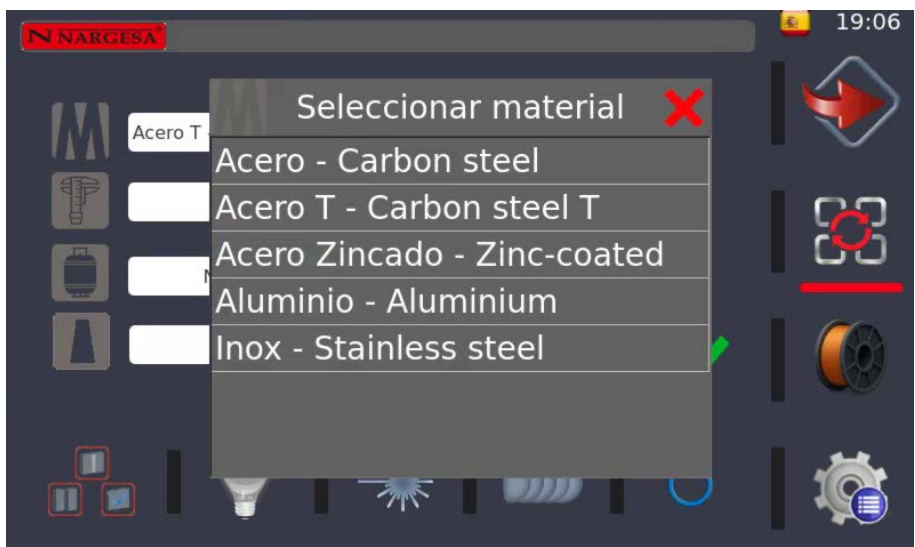 NARGESA
19:06
Seleccionar material
Acero T
Acero - Carbon steel
Acero T - Carbon steel T
Acero Zincado - Zinc-coated
Aluminio - Aluminium
Inox - Stainless steel